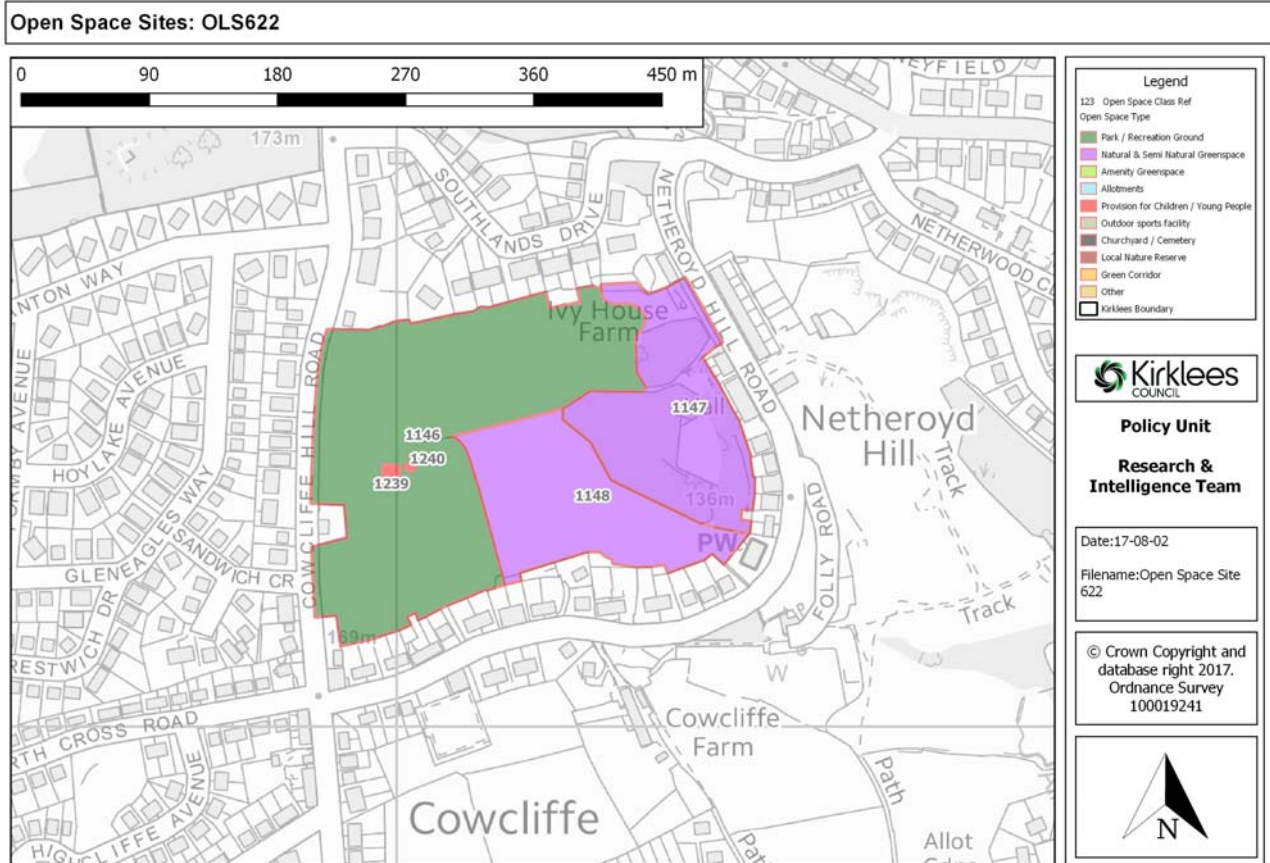 Open Space Sites: OLS622
0 90 180 270 360 450 m
173m
SOUTHLANDS DRIVE
NETHEROYD HILL ROAD
NETHERWOOD
HOYLAKE AVENUE
COWCLIFFE HILL ROAD
Ivy House
Farm
1147
1146
1240
1239
1148
136m
PW
Netheroyd
Hill
Track
FOLLY ROAD
Track
GLENEAGLES WAY
SANDWICH CR
169m
W
Cowcliffe
Farm
Path
Cowcliffe
Path
Allot
Gdns
Legend
123 Open Space Class Ref
Open Space Type
Park / Recreation Ground
Natural & Semi Natural Greenspace
Amenity Greenspace
Allotments
Provision for Children / Young People
Outdoor sports facility
Churchyard / Cemetery
Local Nature Reserve
Green Corridor
Other
Kirklees Boundary
Kirklees
COUNCIL
Policy Unit
Research &
Intelligence Team
Date:17-08-02
Filename:Open Space Site
622
© Crown Copyright and
database right 2017.
Ordnance Survey
100019241
N